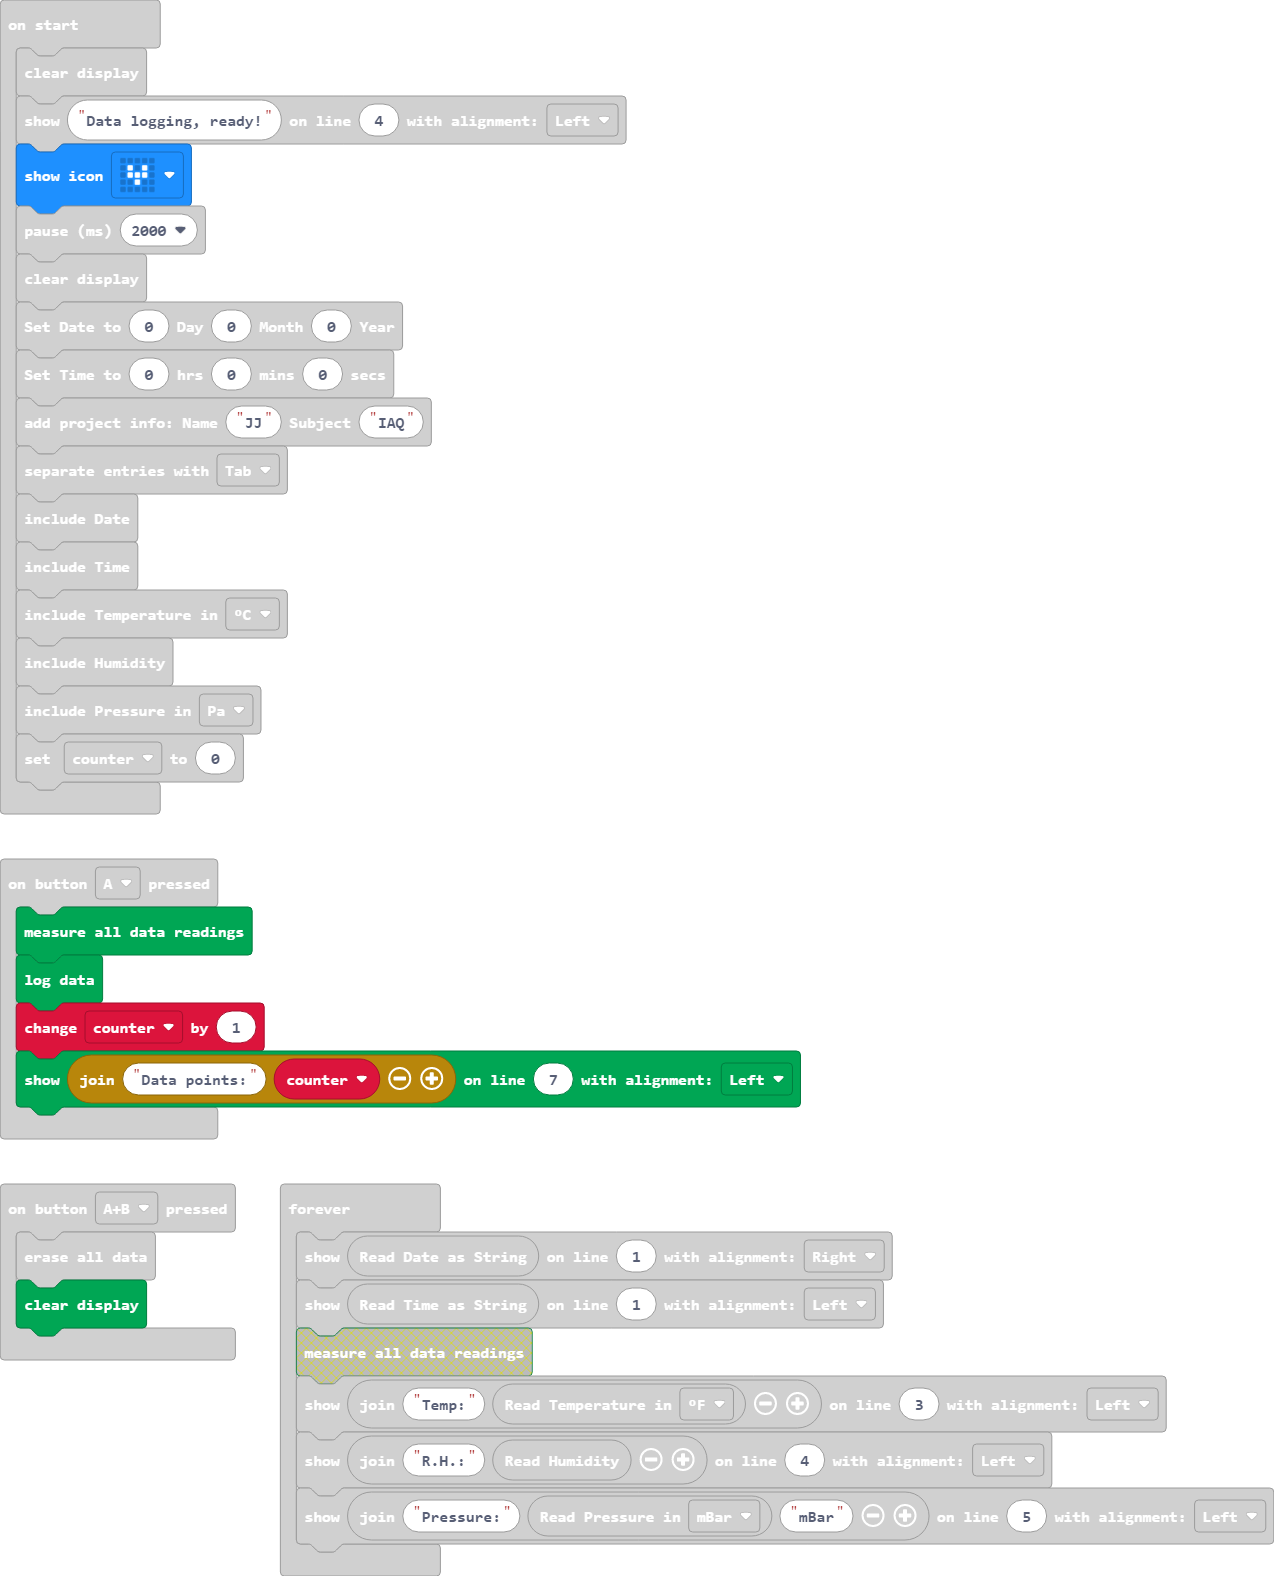 on start
clear display
show "Data logging, ready!" on line 4 with alignment: Left
show icon
pause (ms) 2000
clear display
Set Date to 0 Day 0 Month 0 Year
Set Time to 0 hrs 0 mins 0 secs
add project info: Name "JJ" Subject "IAQ"
separate entries with Tab
include Date
include Time
include Temperature in ºC
include Humidity
include Pressure in Pa
set counter to 0
on button A pressed
measure all data readings
log data
change counter by 1
show join "Data points:" counter on line 7 with alignment: Left
on button A+B pressed
erase all data
clear display
forever
show Read Date as String on line 1 with alignment: Right
show Read Time as String on line 1 with alignment: Left
measure all data readings
show join "Temp:" Read Temperature in ºF on line 3 with alignment: Left
show join "R.H.:" Read Humidity on line 4 with alignment: Left
show join "Pressure:" Read Pressure in mBar "mBar" on line 5 with alignment: Left